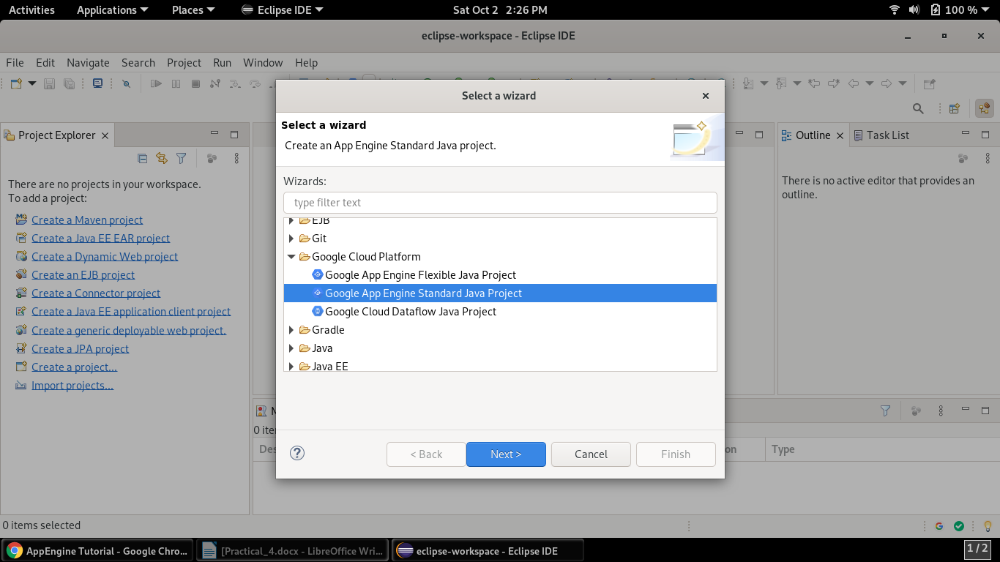 Activities Applications Places Eclipse IDE Sat Oct 2 2:26 PM 100 %
eclipse-workspace - Eclipse IDE
File Edit Navigate Search Project Run Window Help
Select a wizard
Project Explorer
Outline Task List
Select a wizard
Create an App Engine Standard Java project.
There are no projects in your workspace.
To add a project:
Create a Maven project
Create a Java EE EAR project
Create a Dynamic Web project
Create an EJB project
Create a Connector project
Create a Java EE application client project
Create a generic deployable web project.
Create a JPA project
Create a project...
Import projects...
Wizards:
type filter text
EJB
Git
Google Cloud Platform
Google App Engine Flexible Java Project
Google App Engine Standard Java Project
Google Cloud Dataflow Java Project
Gradle
Java
Java EE
< Back Next > Cancel Finish
There is no active editor that provides an
outline.
M
0 ite
Des on Type
0 items selected
AppEngine Tutorial - Google Chro... [Practical_4.docx - LibreOffice Wri... eclipse-workspace - Eclipse IDE 1 / 2